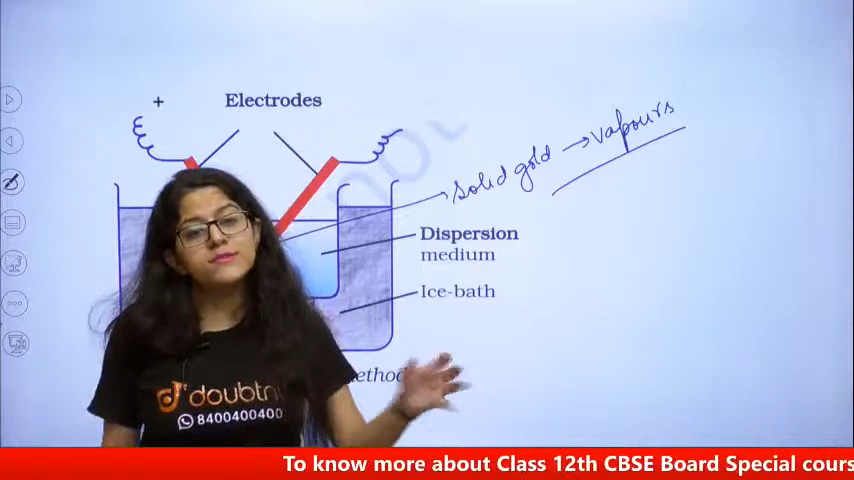 +
Electrodes
not
Solid gold → vapours
Dispersion
medium
Ice-bath
ethod
doubtn
8400400400
To know more about Class 12th CBSE Board Special cours